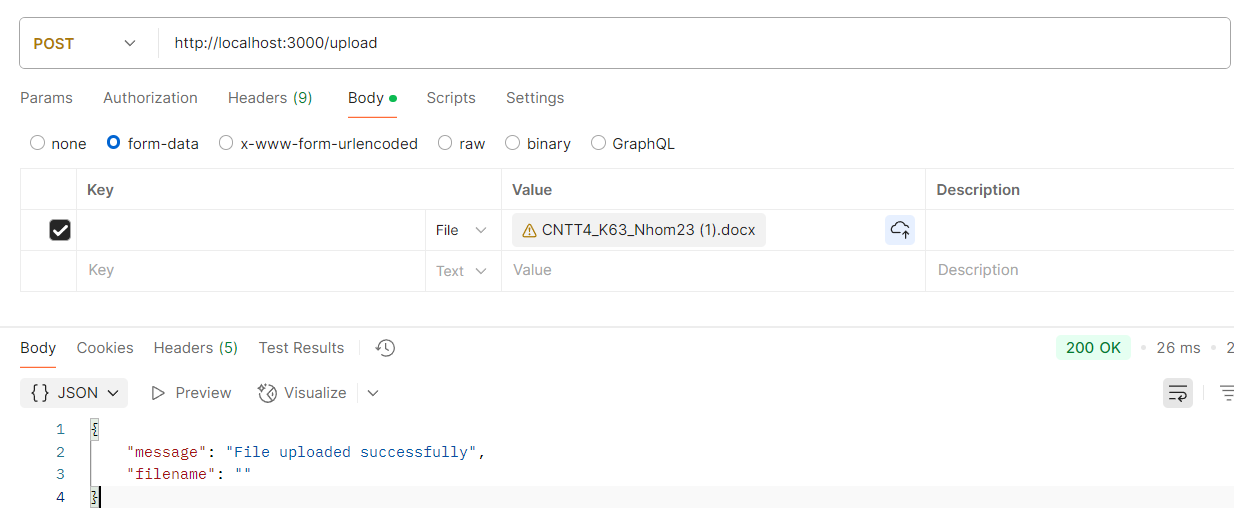 POST http://localhost:3000/upload
Params Authorization Headers (9) Body Scripts Settings
none form-data x-www-form-urlencoded raw binary GraphQL
Key Value Description
File CNTT4_K63_Nhom23 (1).docx
Key Text Value Description
Body Cookies Headers (5) Test Results 200 OK 26 ms
{} JSON Preview Visualize
1 {
2 "message": "File uploaded successfully",
3 "filename": ""
4 }